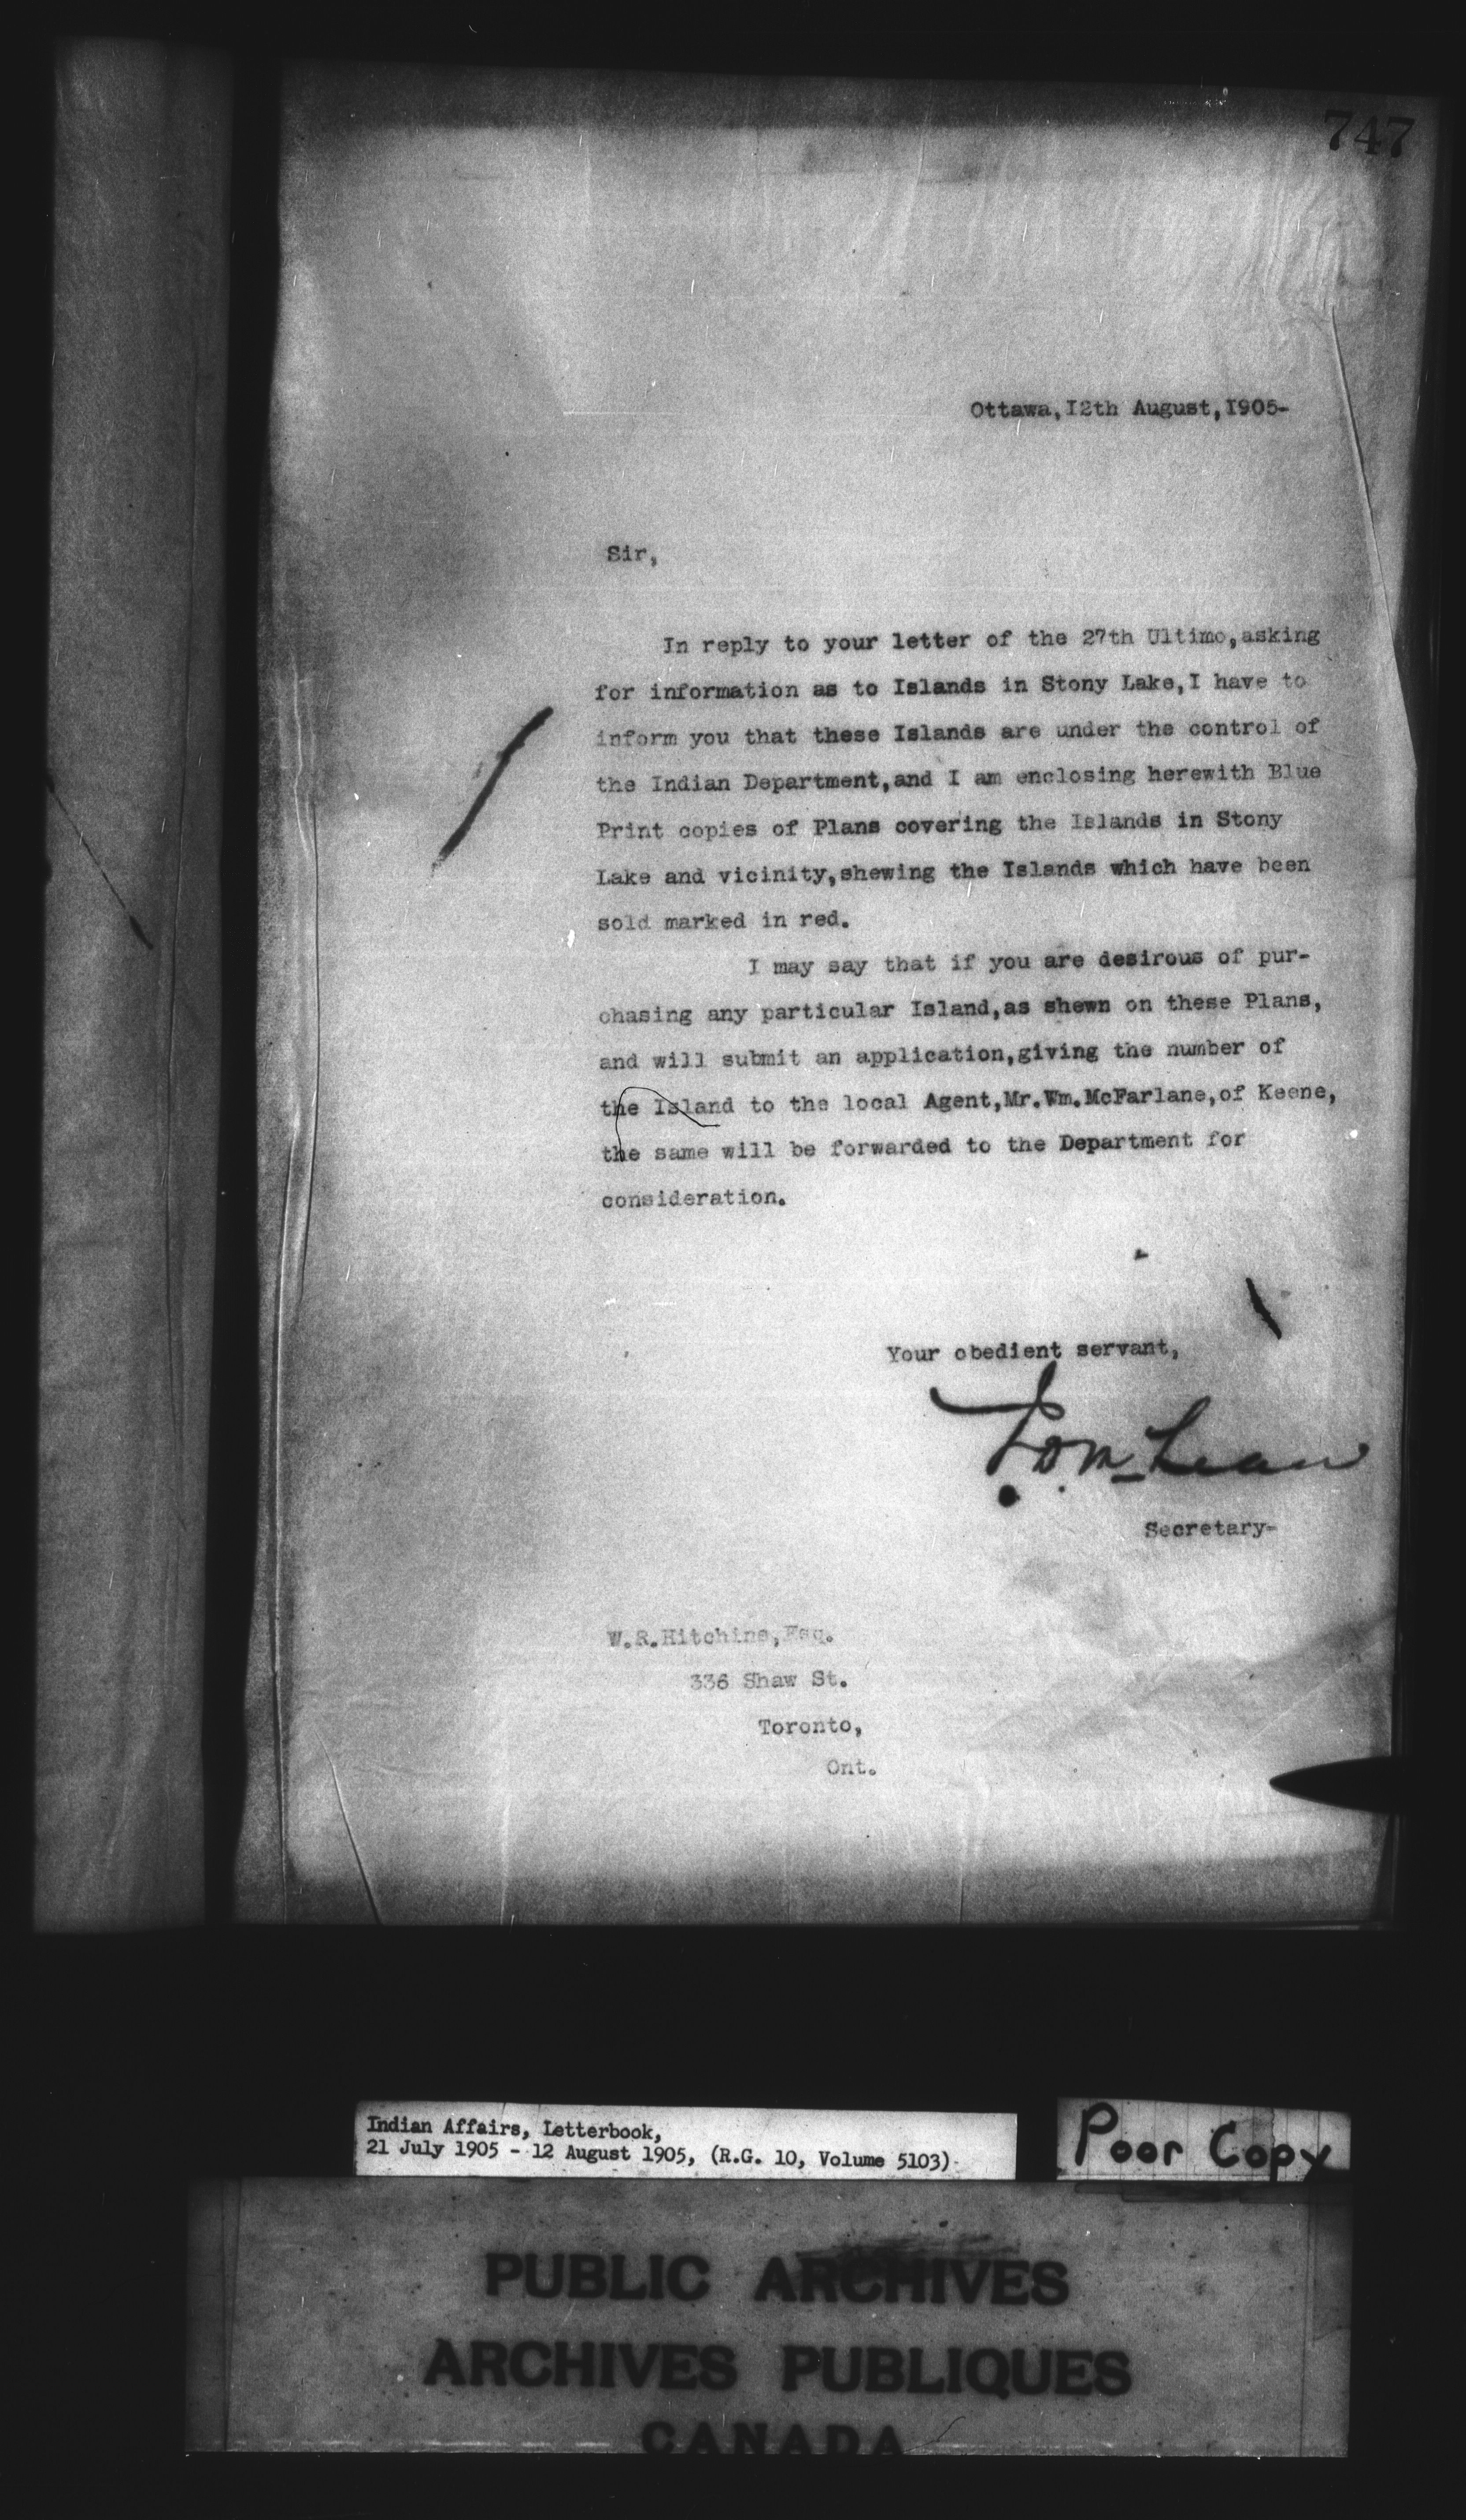 747
Ottawa, 12th August, 1905-
Sir,
In reply to your letter of the 27th Ultimo, asking
for information as to Islands in Stony Lake, I have to
inform you that these Islands are under the control of
the Indian Department, and I am enclosing herewith Blue
Print copies of Plans covering the Islands in Stony
Lake and vicinity, shewing the Islands which have been
sold marked in red.
I may say that if you are desirous of pur-
chasing any particular Island, as shewn on these Plans,
and will submit an application, giving the number of
the Island to the local Agent, Mr. Wm. McFarlane, of Keene,
the same will be forwarded to the Department for
consideration.
Your obedient servant,
McLean
Secretary-
W. R. Hitchins, Esq.
336 Shaw St.
Toronto,
Ont.
Indian Affairs, Letterbook,
21 July 1905 - 12 August 1905, (R.G. 10, Volume 5103)
Poor Copy
PUBLIC ARCHIVES
ARCHIVES PUBLIQUES
CANADA